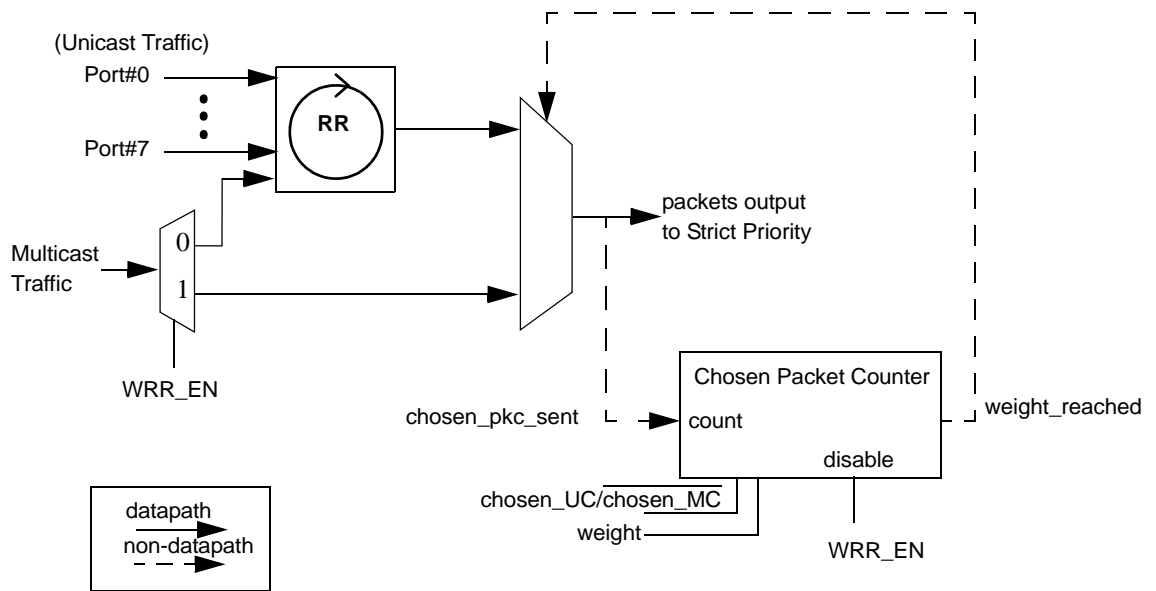 (Unicast Traffic)
Port#0
RR
Port#7
packets output
to Strict Priority
0
Multicast
Traffic
1
WRR_EN
Chosen Packet Counter
chosen_pkc_sent
count
weight_reached
disable
chosen_UC/chosen_MC
weight
WRR_EN
datapath
non-datapath